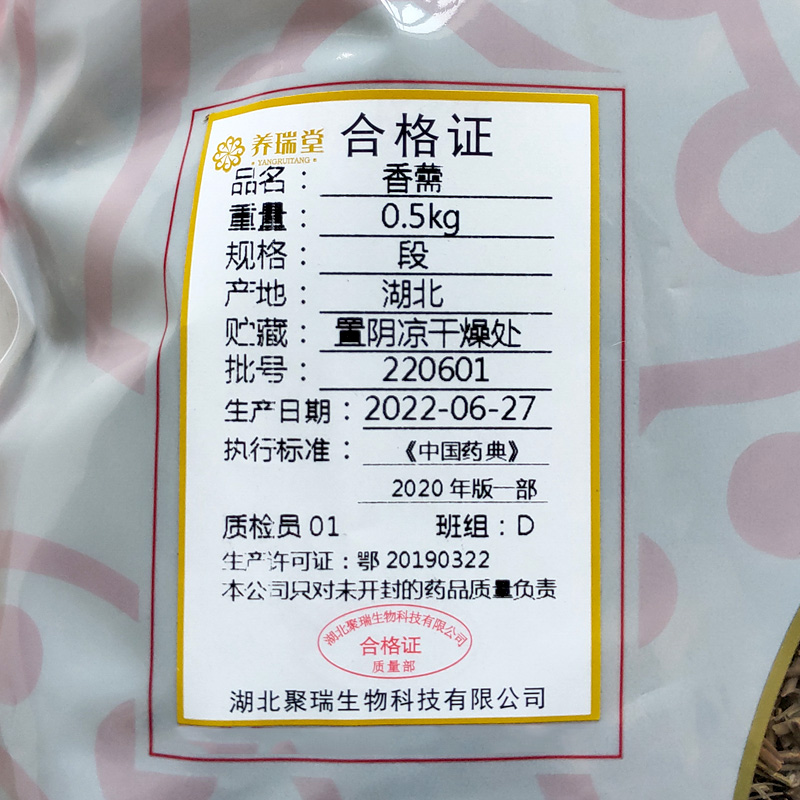 养瑞堂
YANGRUITANG
合格证
品名：香薷
重量：0.5kg
规格：段
产地：湖北
贮藏：置阴凉干燥处
批号：220601
生产日期：2022-06-27
执行标准：《中国药典》
2020年版一部
质检员01 班组：D
生产许可证：鄂20190322
本公司只对未开封的药品质量负责
湖北聚瑞生物科技有限公司
合格证
质量部
湖北聚瑞生物科技有限公司